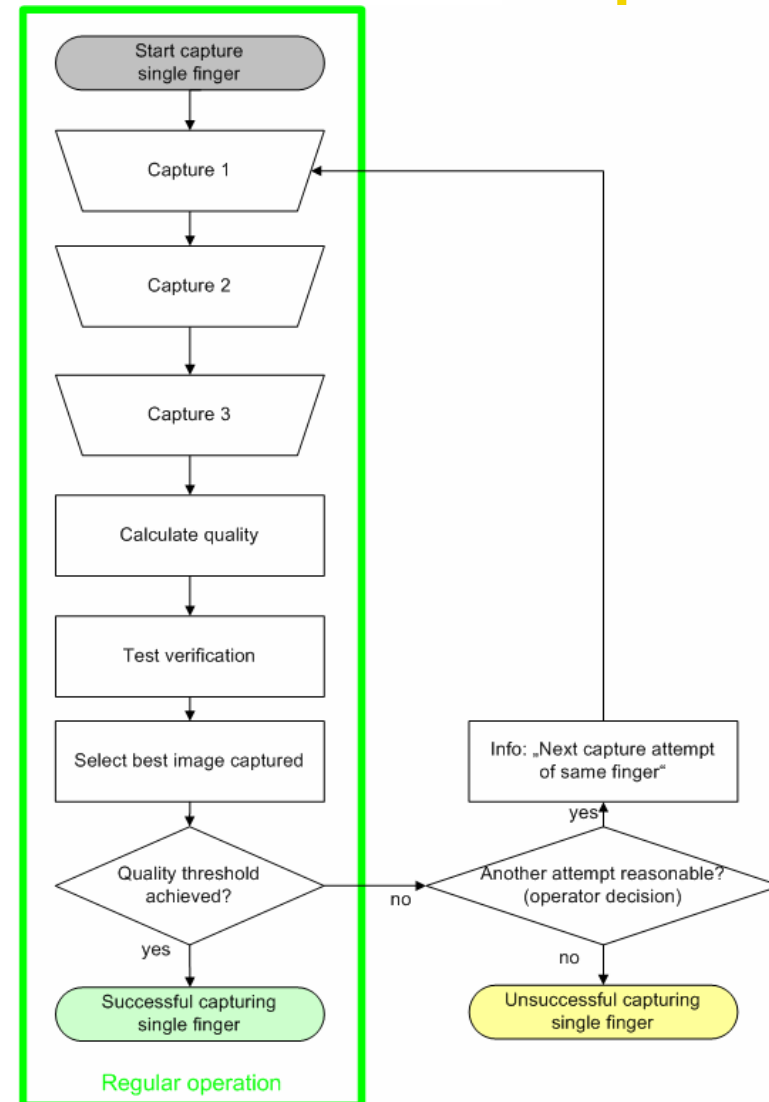 Start capture
single finger
Capture 1
Capture 2
Capture 3
Calculate quality
Test verification
Select best image captured
Quality threshold
achieved?
yes
no
Successful capturing
single finger
Regular operation
Info: „Next capture attempt
of same finger“
yes
Another attempt reasonable?
(operator decision)
no
Unsuccessful capturing
single finger